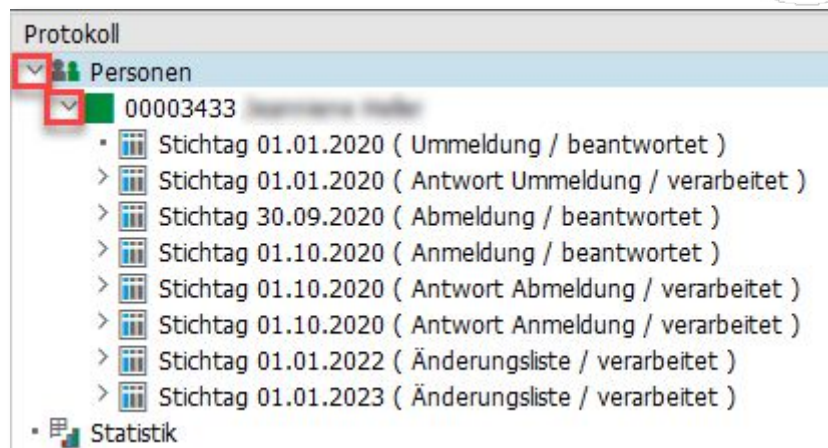 Protokoll
Personen
00003433
Stichtag 01.01.2020 ( Ummeldung / beantwortet )
Stichtag 01.01.2020 ( Antwort Ummeldung / verarbeitet )
Stichtag 30.09.2020 ( Abmeldung / beantwortet )
Stichtag 01.10.2020 ( Anmeldung / beantwortet )
Stichtag 01.10.2020 ( Antwort Abmeldung / verarbeitet )
Stichtag 01.10.2020 ( Antwort Anmeldung / verarbeitet )
Stichtag 01.01.2022 ( Änderungsliste / verarbeitet )
Stichtag 01.01.2023 ( Änderungsliste / verarbeitet )
Statistik